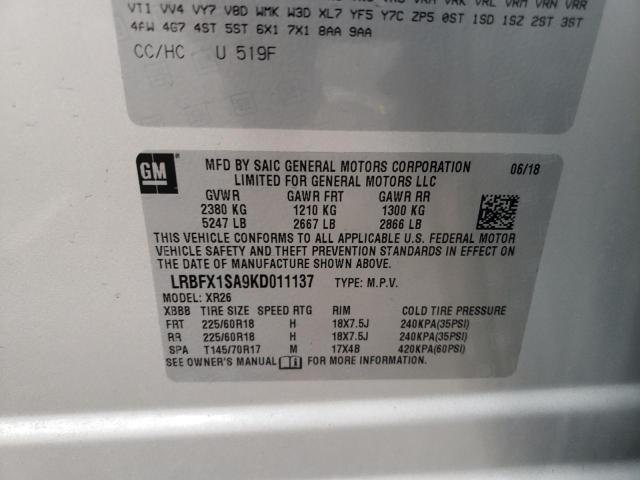 VT1 VV4 VY7 V8D WMK W3D XL7 YF5 Y7C ZP5 0ST 1SD 1SZ 2ST 3ST
4AW 4G7 4ST 5ST 6X1 7X1 8AA 9AA
CC/HC U 519F
GM
MFD BY SAIC GENERAL MOTORS CORPORATION 06/18
LIMITED FOR GENERAL MOTORS LLC
GVWR GAWR FRT GAWR RR
2380 KG 1210 KG 1300 KG
5247 LB 2667 LB 2866 LB
THIS VEHICLE CONFORMS TO ALL APPLICABLE U.S. FEDERAL MOTOR
VEHICLE SAFETY AND THEFT PREVENTION STANDARDS IN EFFECT ON
THE DATE OF MANUFACTURE SHOWN ABOVE.
LRBFX1SA9KD011137 TYPE: M.P.V.
MODEL: XR26
XBBB TIRE SIZE SPEED RTG RIM COLD TIRE PRESSURE
FRT 225/60R18 H 18X7.5J 240KPA(35PSI)
RR 225/60R18 H 18X7.5J 240KPA(35PSI)
SPA T145/70R17 M 17X4B 420KPA(60PSI)
SEE OWNER'S MANUAL FOR MORE INFORMATION.